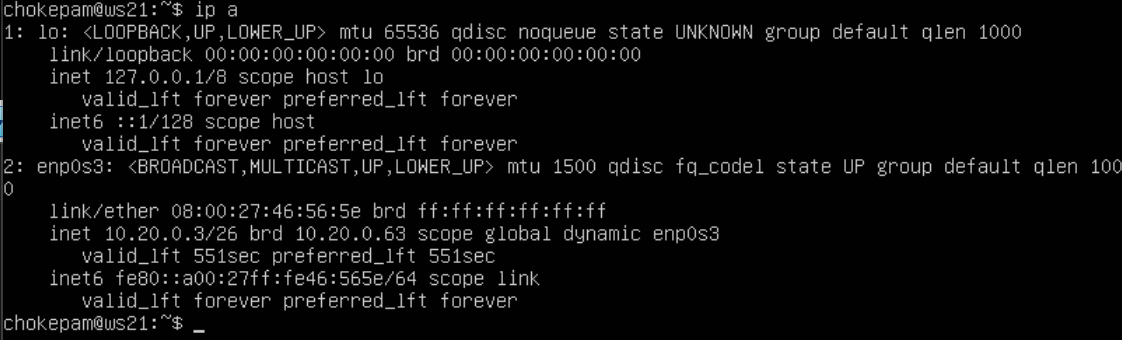 chokepam@ws21:~$ ip a
1: lo: <LOOPBACK,UP,LOWER_UP> mtu 65536 qdisc noqueue state UNKNOWN group default qlen 1000
    link/loopback 00:00:00:00:00:00 brd 00:00:00:00:00:00
    inet 127.0.0.1/8 scope host lo
       valid_lft forever preferred_lft forever
    inet6 ::1/128 scope host
       valid_lft forever preferred_lft forever
2: enp0s3: <BROADCAST,MULTICAST,UP,LOWER_UP> mtu 1500 qdisc fq_codel state UP group default qlen 100
0
    link/ether 08:00:27:46:56:5e brd ff:ff:ff:ff:ff:ff
    inet 10.20.0.3/26 brd 10.20.0.63 scope global dynamic enp0s3
       valid_lft 551sec preferred_lft 551sec
    inet6 fe80::a00:27ff:fe46:565e/64 scope link
       valid_lft forever preferred_lft forever
chokepam@ws21:~$ _